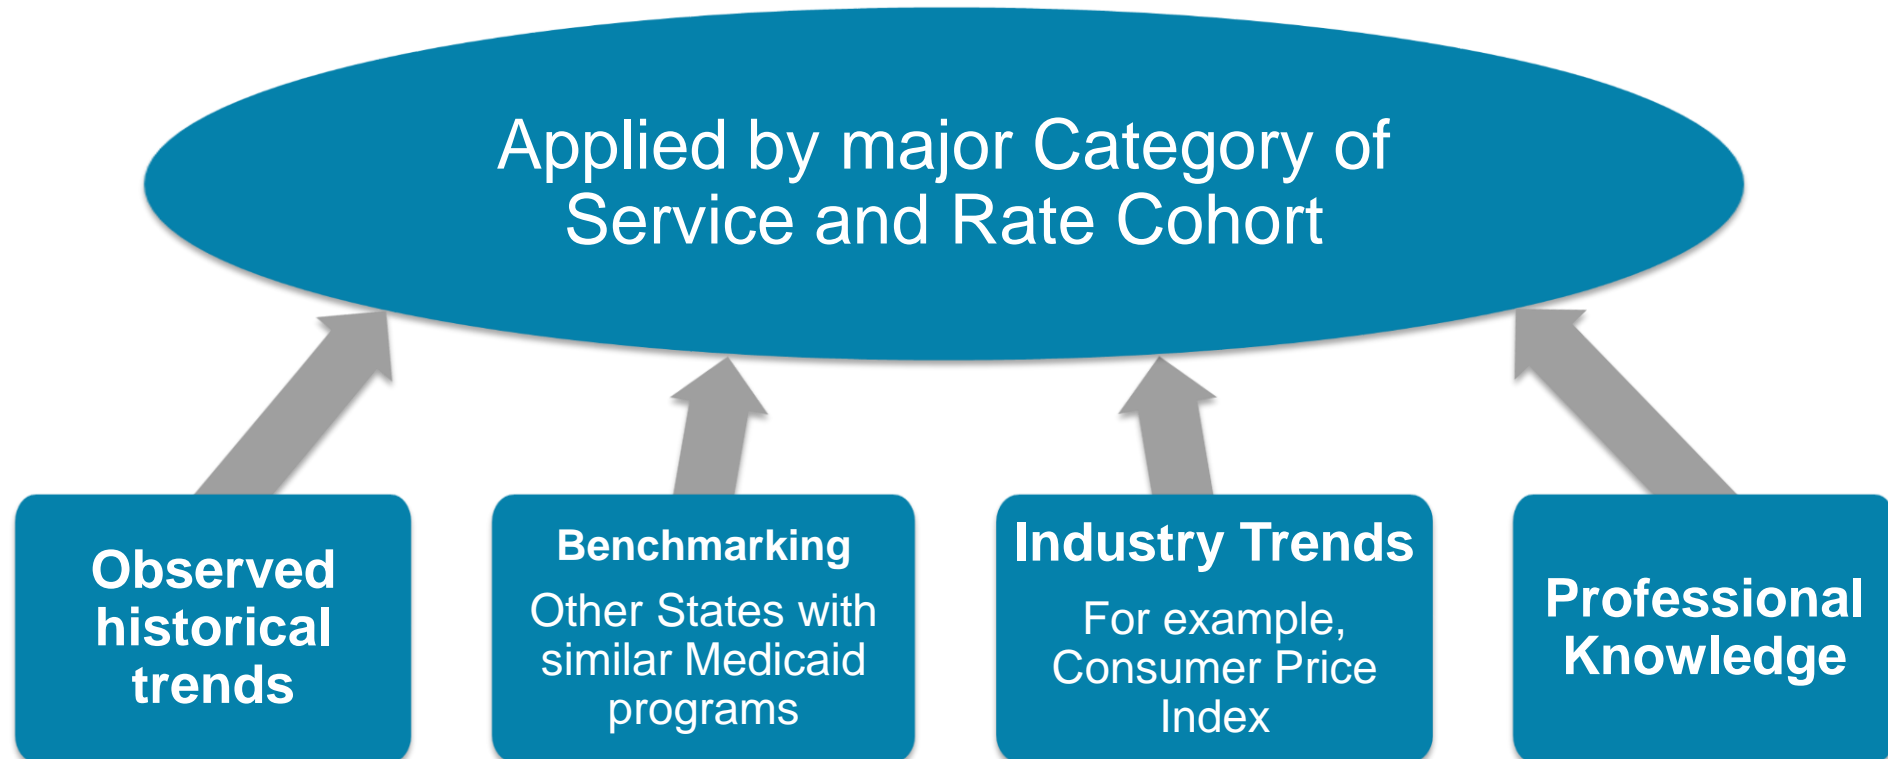 Applied by major Category of
Service and Rate Cohort
Observed
historical
trends
Benchmarking
Other States with
similar Medicaid
programs
Industry Trends
For example,
Consumer Price
Index
Professional
Knowledge